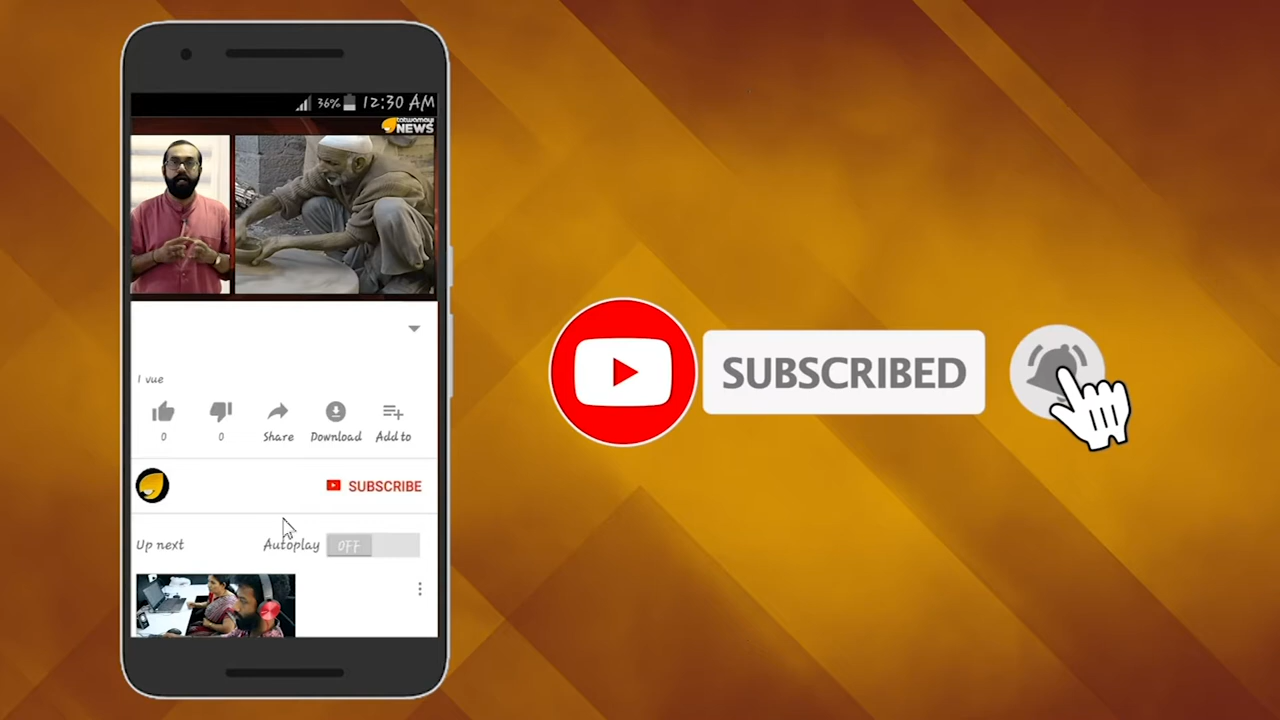 36% 12:30 AM
tatwamayi
NEWS
1 vue
0 0 Share Download Add to
SUBSCRIBE
Up next Autoplay OFF
SUBSCRIBED